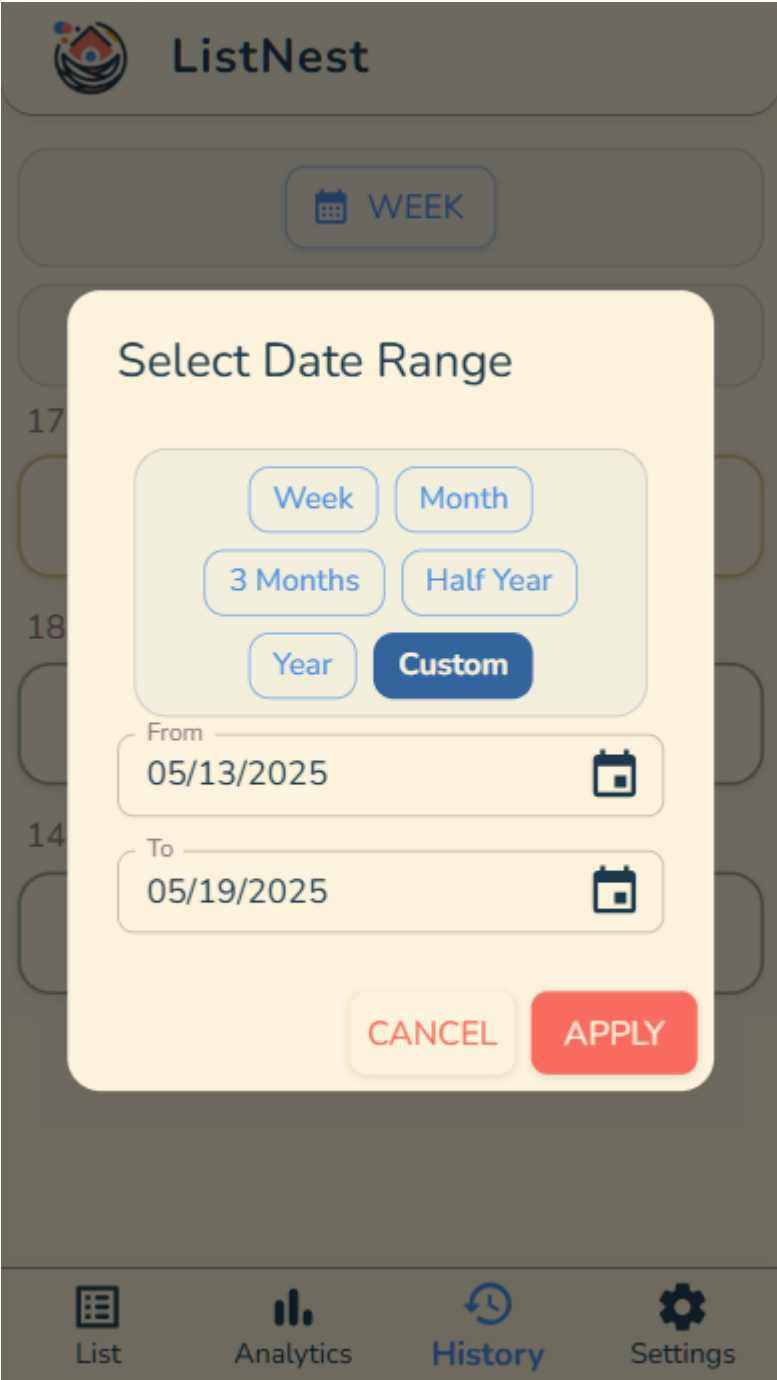 ListNest
WEEK
Select Date Range
17
Week Month
3 Months Half Year
18
Year Custom
From
05/13/2025
14
To
05/19/2025
CANCEL APPLY
List Analytics History Settings